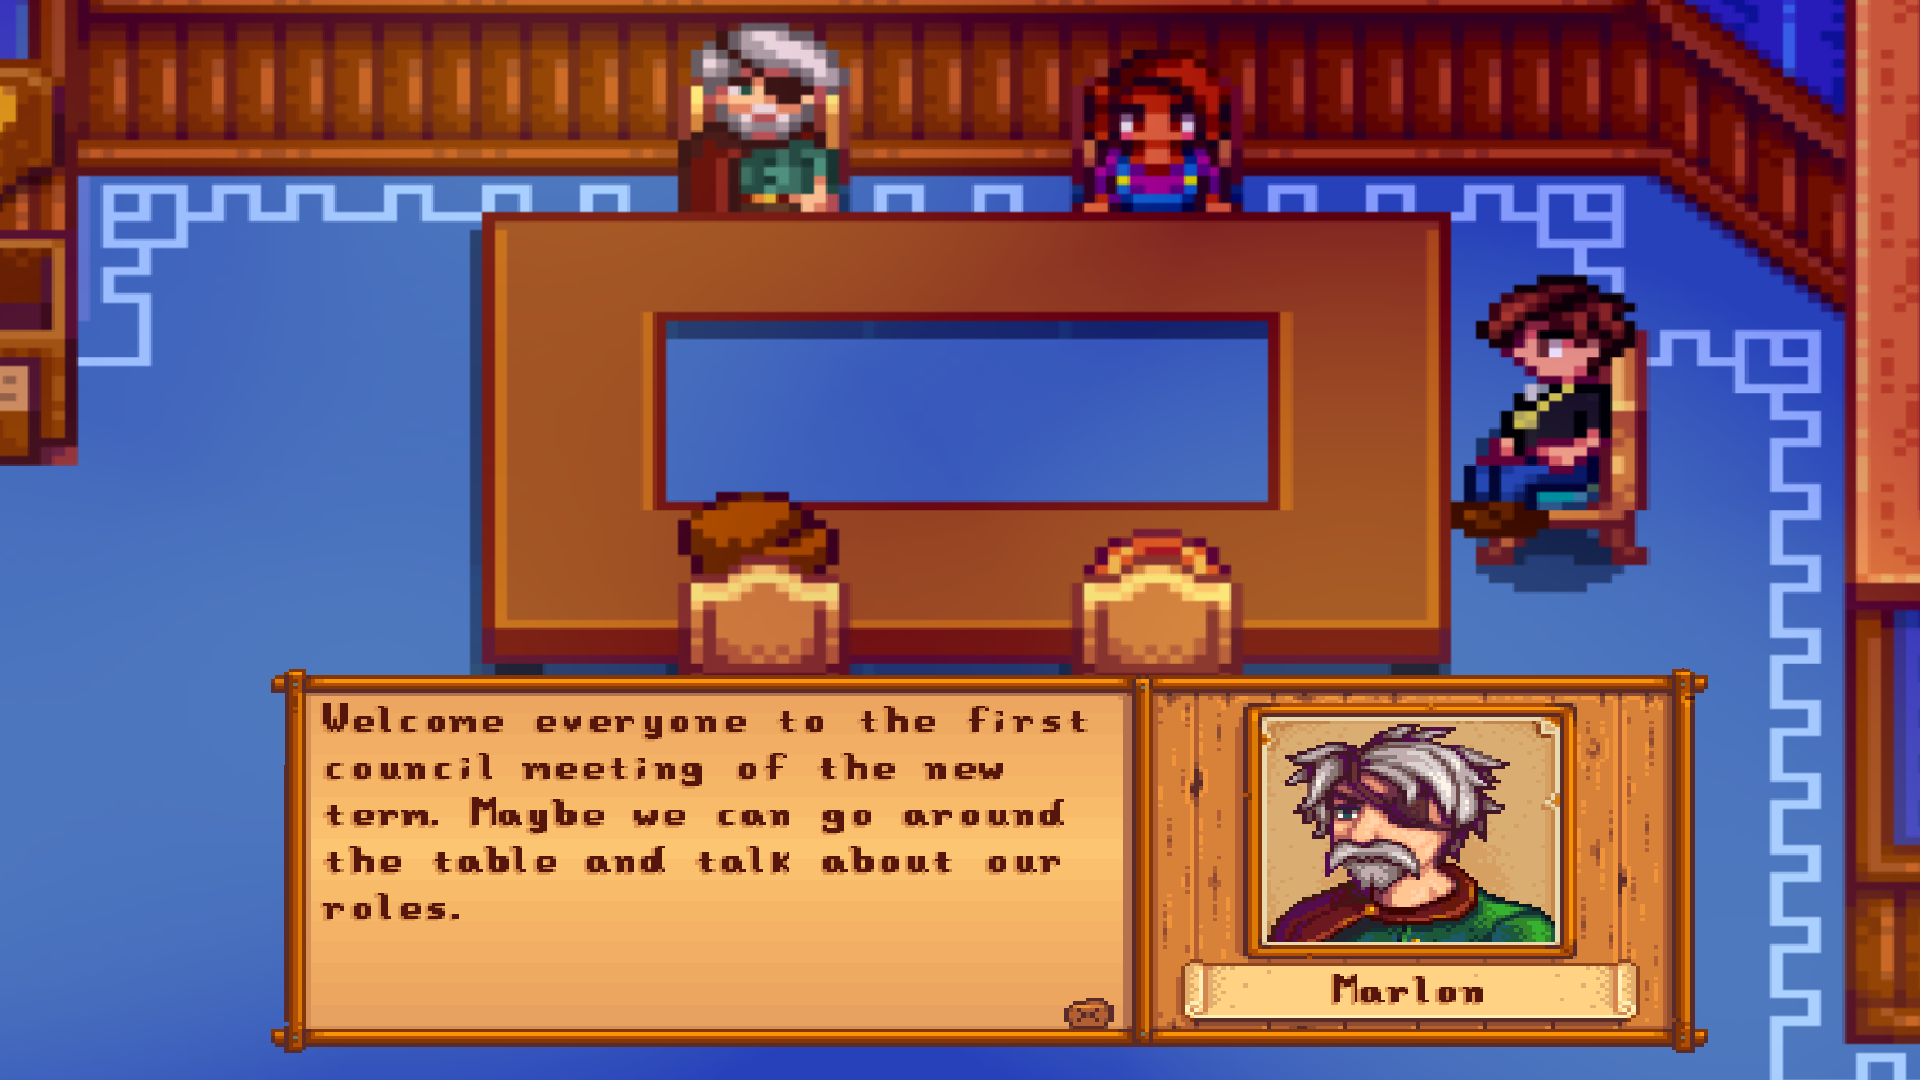 Welcome everyone to the first
council meeting of the new
term. Maybe we can go around
the table and talk about our
roles.
Marlon